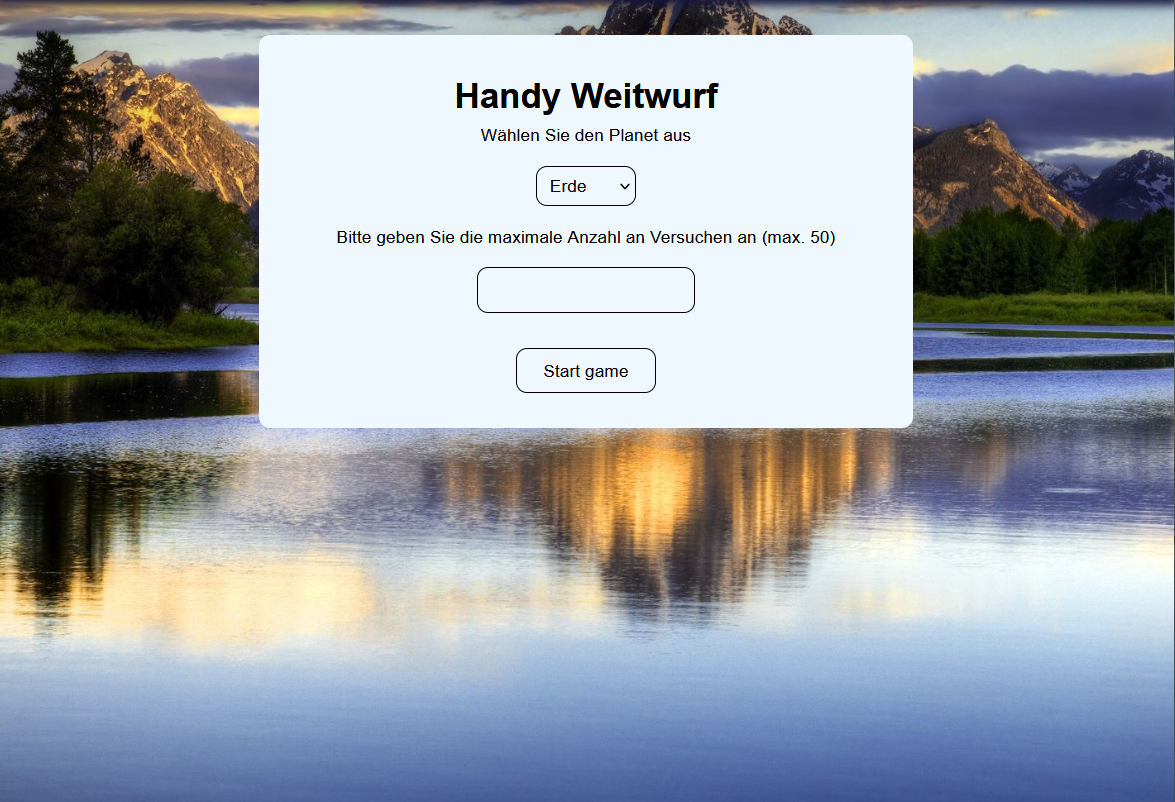 Handy Weitwurf
Wählen Sie den Planet aus
Erde
Bitte geben Sie die maximale Anzahl an Versuchen an (max. 50)
Start game